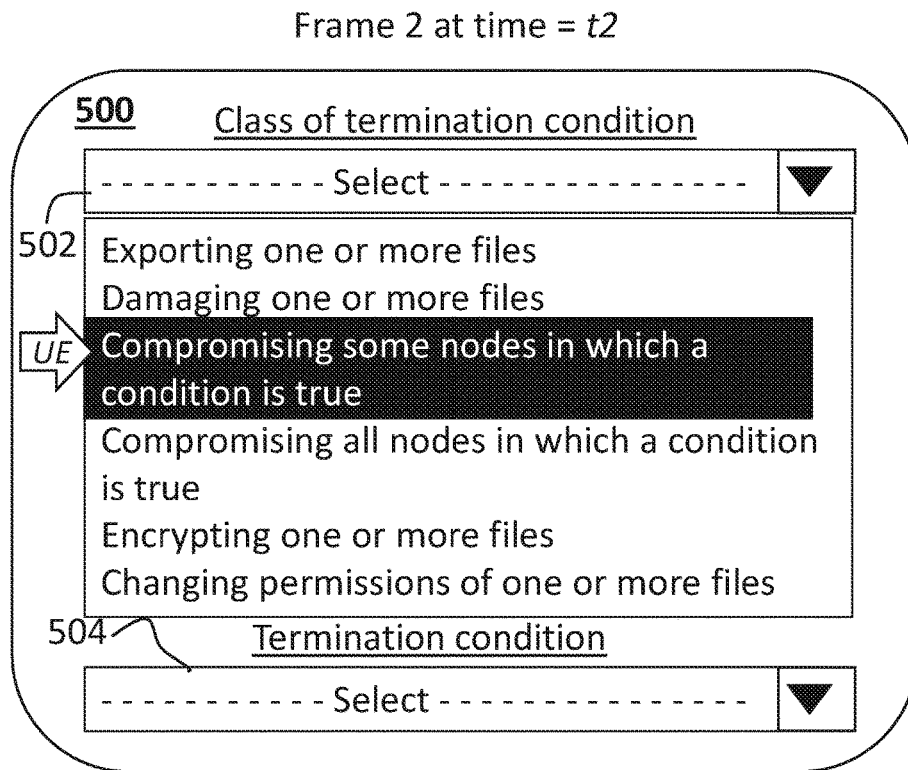 Frame 2 at time = t2
500
Class of termination condition
- - - - - - - - - - - Select - - - - - - - - - - - - - - -
502
Exporting one or more files
Damaging one or more files
UE
Compromising some nodes in which a
condition is true
Compromising all nodes in which a condition
is true
Encrypting one or more files
Changing permissions of one or more files
504
Termination condition
- - - - - - - - - - - Select - - - - - - - - - - - - - - -